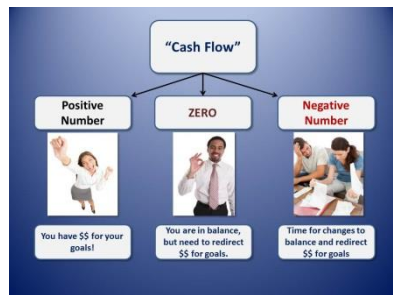 “Cash Flow”
Positive
Number
ZERO
Negative
Number
You have $$ for your
goals!
You are in balance,
but need to redirect
$$ for goals.
Time for changes to
balance and redirect
$$ for goals